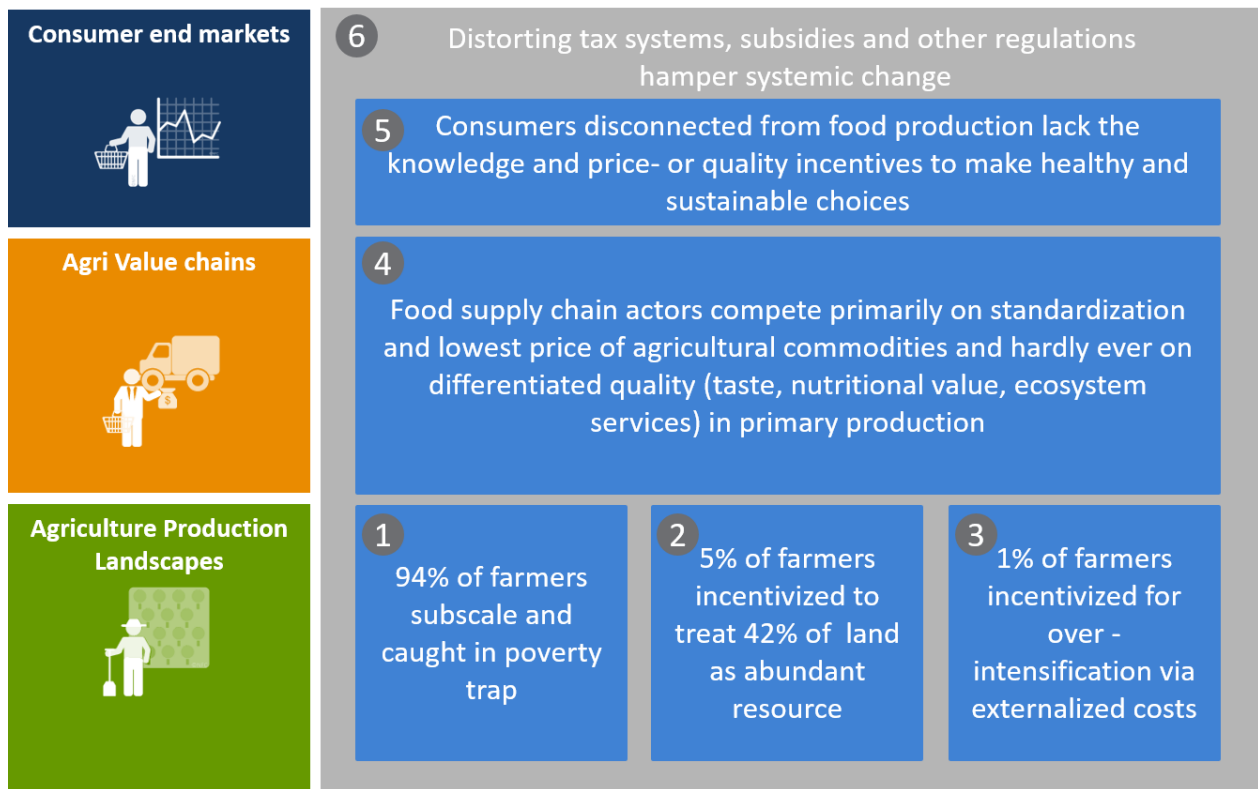 Consumer end markets
6
Distorting tax systems, subsidies and other regulations
hamper systemic change
5
Consumers disconnected from food production lack the
knowledge and price- or quality incentives to make healthy and
sustainable choices
Agri Value chains
$
4
Food supply chain actors compete primarily on standardization
and lowest price of agricultural commodities and hardly ever on
differentiated quality (taste, nutritional value, ecosystem
services) in primary production
Agriculture Production
Landscapes
1
94% of farmers
subscale and
caught in poverty
trap
2
5% of farmers
incentivized to
treat 42% of land
as abundant
resource
3
1% of farmers
incentivized for
over -
intensification via
externalized costs